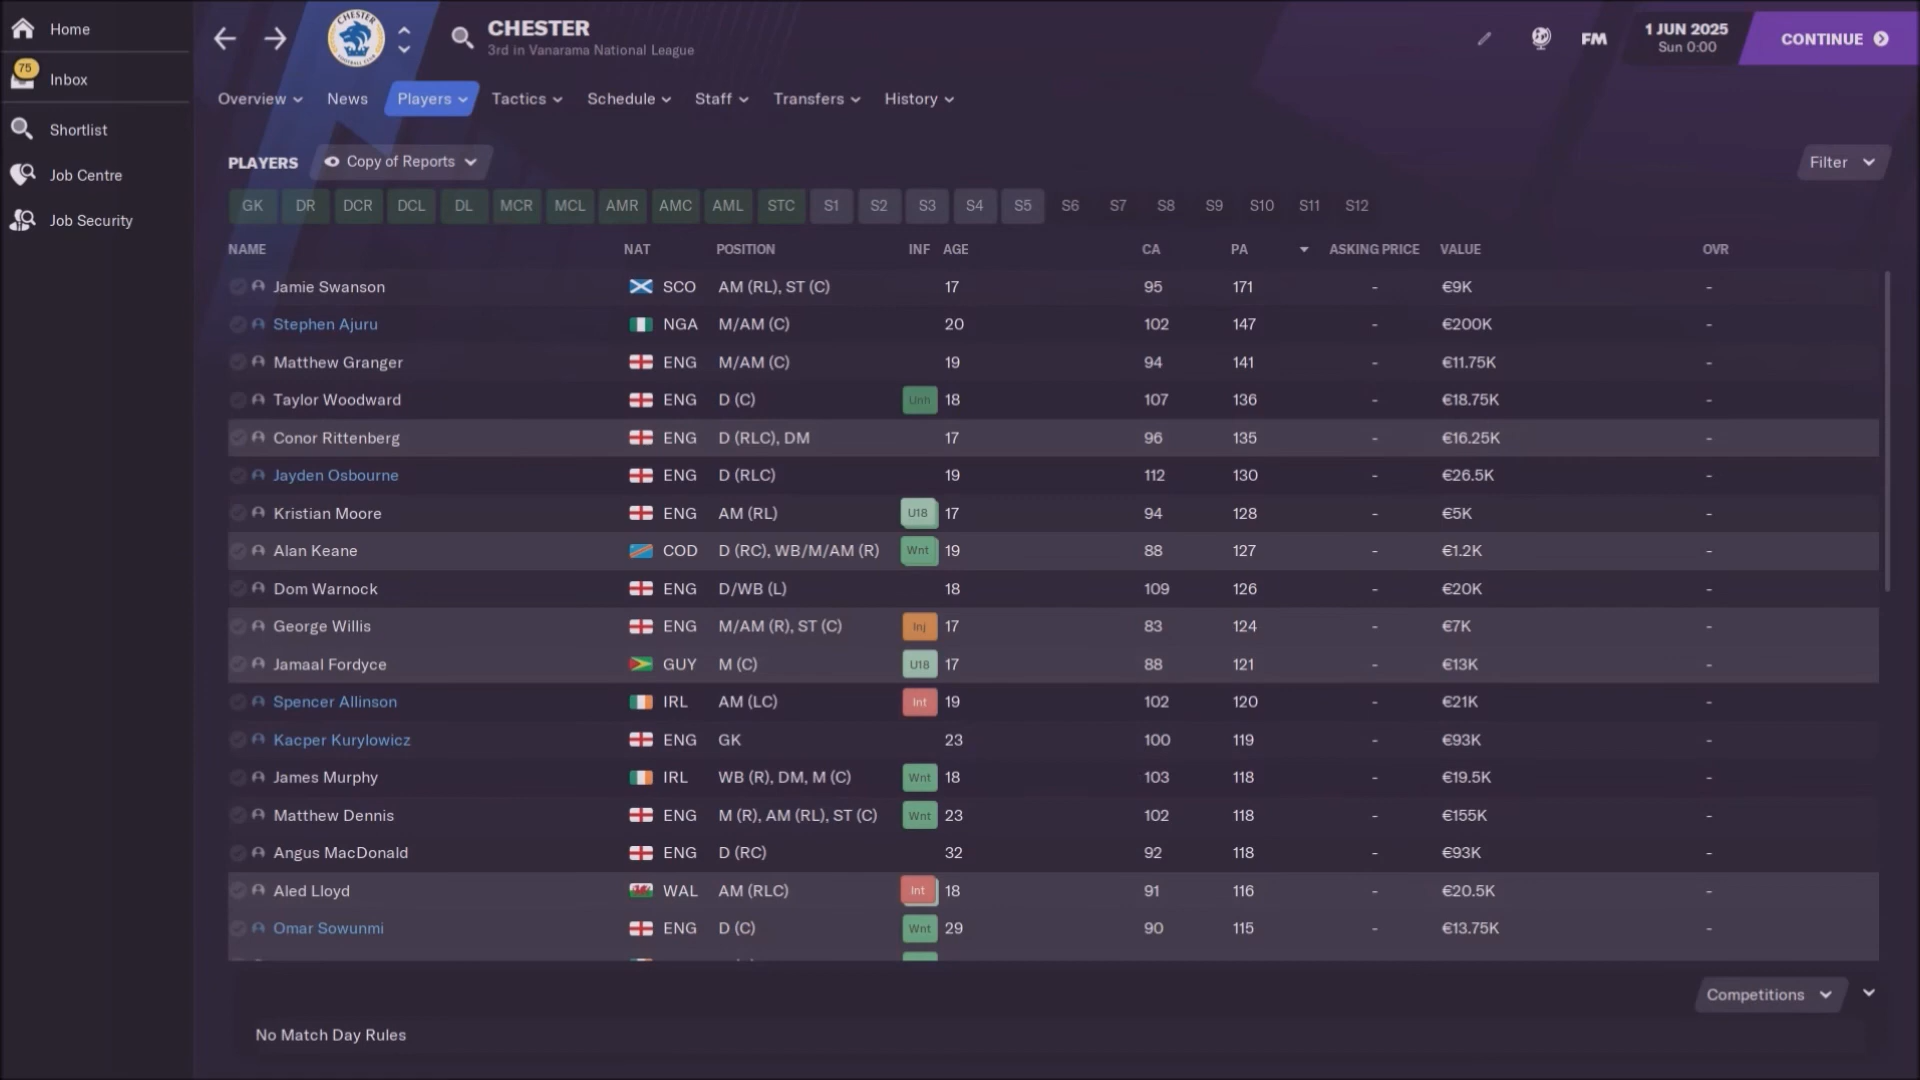 Home
75
Inbox
Shortlist
Job Centre
Job Security
CHESTER
FOOTBALL CLUB
CHESTER
3rd in Vanarama National League
FM
1 JUN 2025
Sun 0:00
CONTINUE
Overview News Players Tactics Schedule Staff Transfers History
PLAYERS Copy of Reports Filter
GK DR DCR DCL DL MCR MCL AMR AMC AML STC S1 S2 S3 S4 S5 S6 S7 S8 S9 S10 S11 S12
NAME NAT POSITION INF AGE CA PA ASKING PRICE VALUE OVR
Jamie Swanson SCO AM (RL), ST (C) 17 95 171 - €9K -
Stephen Ajuru NGA M/AM (C) 20 102 147 - €200K -
Matthew Granger ENG M/AM (C) 19 94 141 - €11.75K -
Taylor Woodward ENG D (C) Unh 18 107 136 - €18.75K -
Conor Rittenberg ENG D (RLC), DM 17 96 135 - €16.25K -
Jayden Osbourne ENG D (RLC) 19 112 130 - €26.5K -
Kristian Moore ENG AM (RL) U18 17 94 128 - €5K -
Alan Keane COD D (RC), WB/M/AM (R) Wnt 19 88 127 - €1.2K -
Dom Warnock ENG D/WB (L) 18 109 126 - €20K -
George Willis ENG M/AM (R), ST (C) Inj 17 83 124 - €7K -
Jamaal Fordyce GUY M (C) U18 17 88 121 - €13K -
Spencer Allinson IRL AM (LC) Int 19 102 120 - €21K -
Kacper Kurylowicz ENG GK 23 100 119 - €93K -
James Murphy IRL WB (R), DM, M (C) Wnt 18 103 118 - €19.5K -
Matthew Dennis ENG M (R), AM (RL), ST (C) Wnt 23 102 118 - €155K -
Angus MacDonald ENG D (RC) 32 92 118 - €93K -
Aled Lloyd WAL AM (RLC) Int 18 91 116 - €20.5K -
Omar Sowunmi ENG D (C) Wnt 29 90 115 - €13.75K -
Competitions
No Match Day Rules